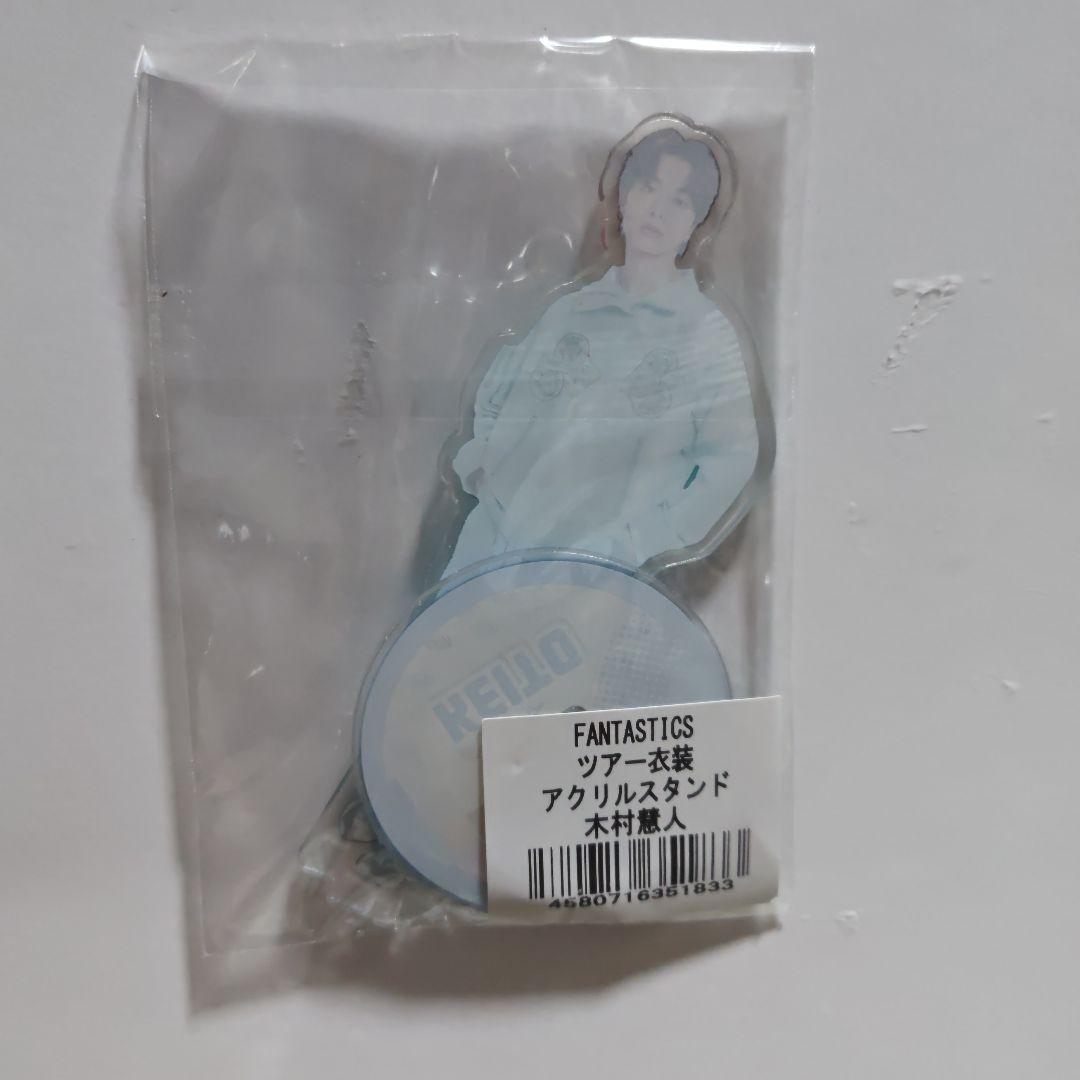 KEITO
FANTASTICS
ツアー衣装
アクリルスタンド
木村慧人
4580716351833